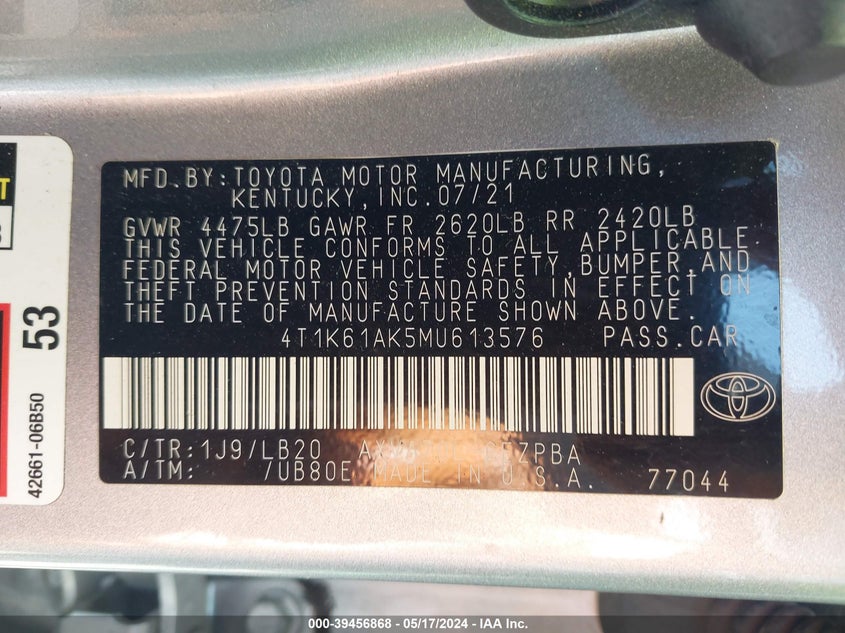 MFD.BY:TOYOTA MOTOR MANUFACTURING,
KENTUCKY,INC.07/21
GVWR 4475LB GAWR FR 2620LB RR 2420LB
THIS VEHICLE CONFORMS TO ALL APPLICABLE
FEDERAL MOTOR VEHICLE SAFETY,BUMPER,AND
THEFT PREVENTION STANDARDS IN EFFECT ON
THE DATE OF MANUFACTURE SHOWN ABOVE.
4T1K61AK5MU613576 PASS.CAR
C/TR:1J9/LB20
A/TM: /UB80E MADE IN U.S.A. 77044
53
42661-06B50
000-39456868 - 05/17/2024 - IAA Inc.